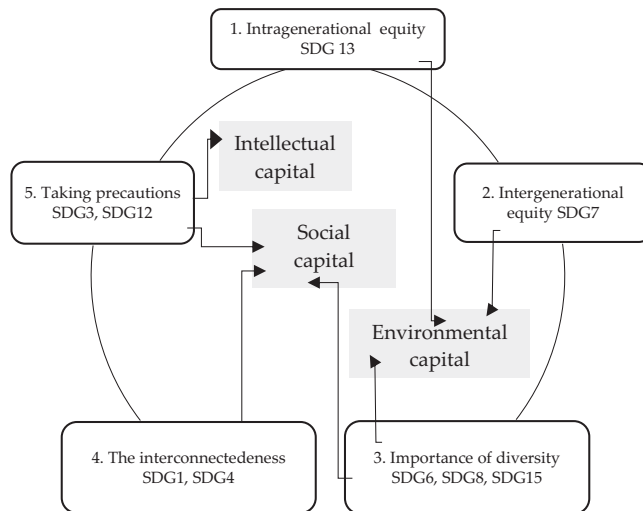 1. Intragenerational equity
SDG 13
Intellectual
capital
5. Taking precautions
SDG3, SDG12
2. Intergenerational
equity SDG7
Social
capital
Environmental
capital
4. The interconnectedeness
SDG1, SDG4
3. Importance of diversity
SDG6, SDG8, SDG15